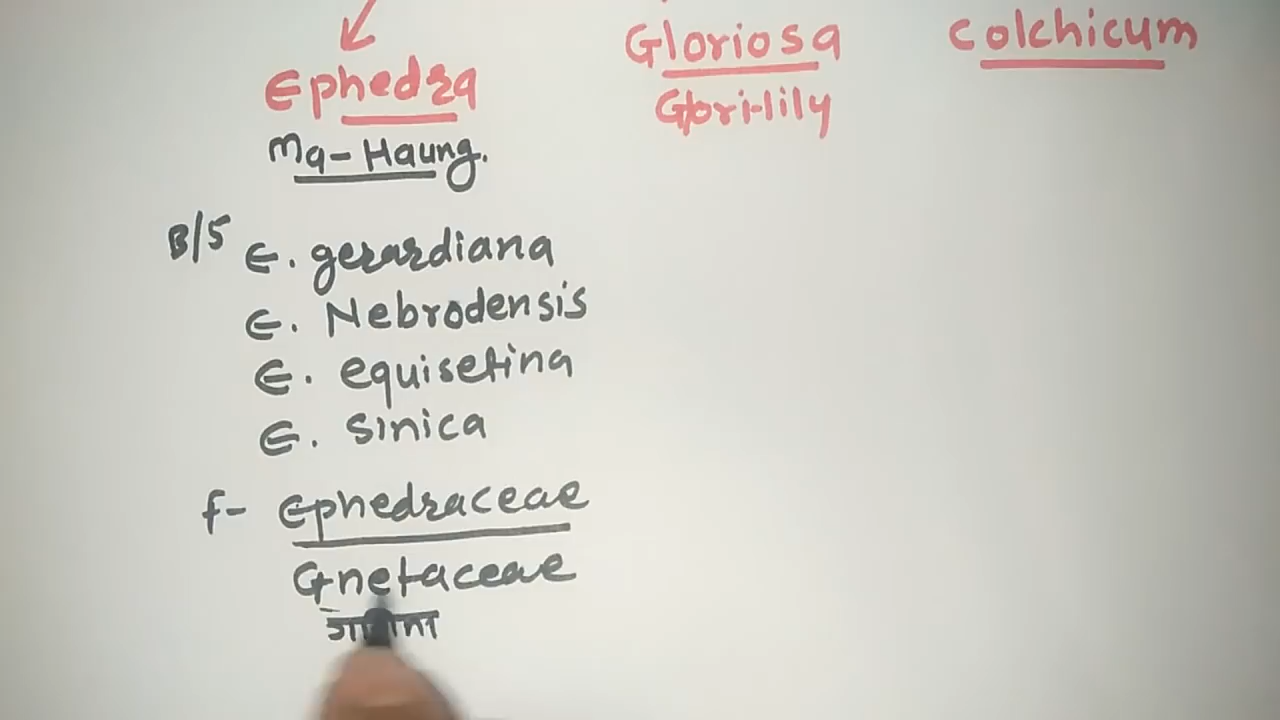 Ephedra
Ma-Haung.
B/S E. gerardiana
E. Nebrodensis
E. equisetina
E. sinica
f- Ephedraceae
Gnetaceae
Gloriosa
Glori-lily
Colchicum